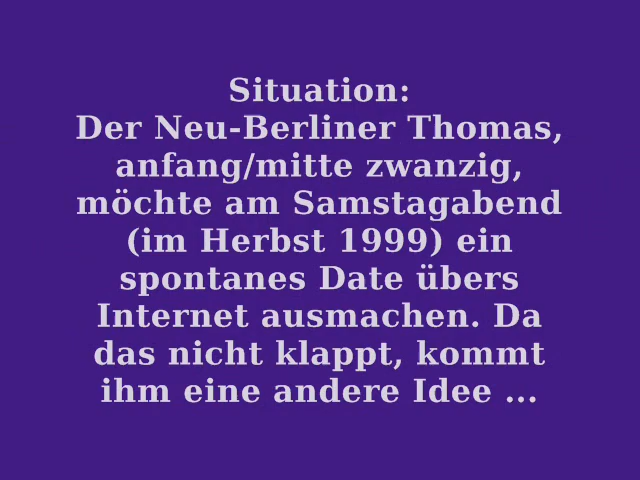 Situation:
Der Neu-Berliner Thomas,
anfang/mitte zwanzig,
möchte am Samstagabend
(im Herbst 1999) ein
spontanes Date übers
Internet ausmachen. Da
das nicht klappt, kommt
ihm eine andere Idee ...